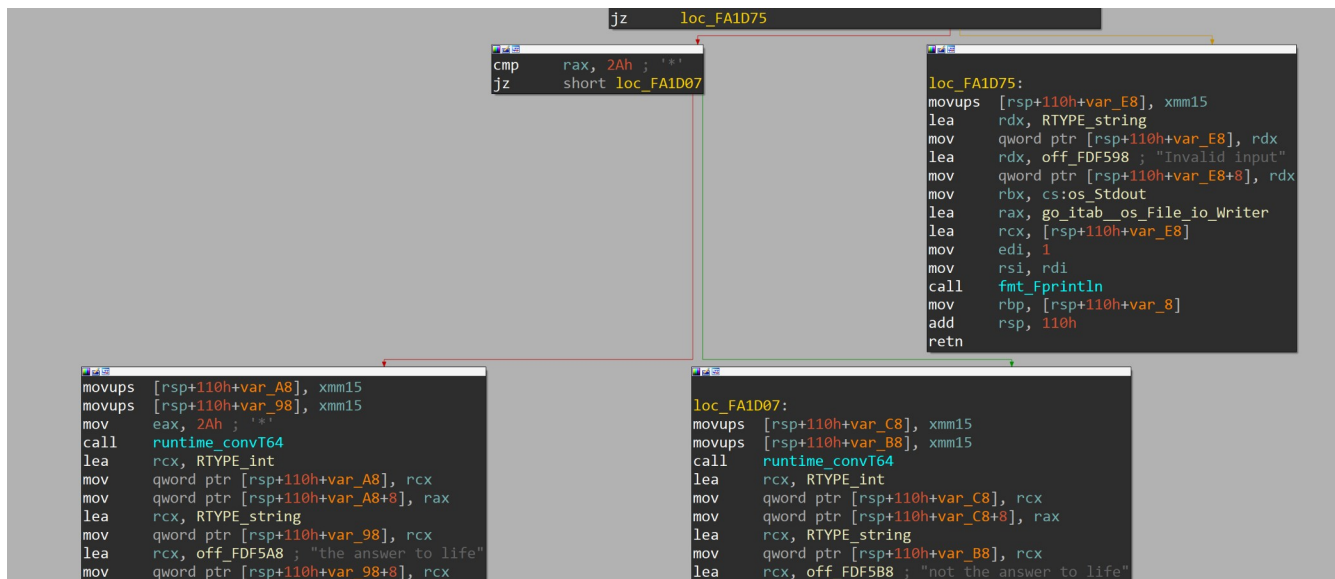 jz loc_FA1D75
cmp rax, 2Ah ; '*'
jz short loc_FA1D07
loc_FA1D75:
movups [rsp+110h+var_E8], xmm15
lea rdx, RTYPE_string
mov qword ptr [rsp+110h+var_E8], rdx
lea rdx, off_FDF598 ; "Invalid input"
mov qword ptr [rsp+110h+var_E8+8], rdx
mov rbx, cs:os_Stdout
lea rax, go_itab__os_File_io_Writer
lea rcx, [rsp+110h+var_E8]
mov edi, 1
mov rsi, rdi
call fmt_Fprintln
mov rbp, [rsp+110h+var_8]
add rsp, 110h
retn
movups [rsp+110h+var_A8], xmm15
movups [rsp+110h+var_98], xmm15
mov eax, 2Ah ; '*'
call runtime_convT64
lea rcx, RTYPE_int
mov qword ptr [rsp+110h+var_A8], rcx
mov qword ptr [rsp+110h+var_A8+8], rax
lea rcx, RTYPE_string
mov qword ptr [rsp+110h+var_98], rcx
lea rcx, off_FDF5A8 ; "the answer to life"
mov qword ptr [rsp+110h+var_98+8], rcx
loc_FA1D07:
movups [rsp+110h+var_C8], xmm15
movups [rsp+110h+var_B8], xmm15
call runtime_convT64
lea rcx, RTYPE_int
mov qword ptr [rsp+110h+var_C8], rcx
mov qword ptr [rsp+110h+var_C8+8], rax
lea rcx, RTYPE_string
mov qword ptr [rsp+110h+var_B8], rcx
lea rcx, off_FDF5B8 ; "not the answer to life"